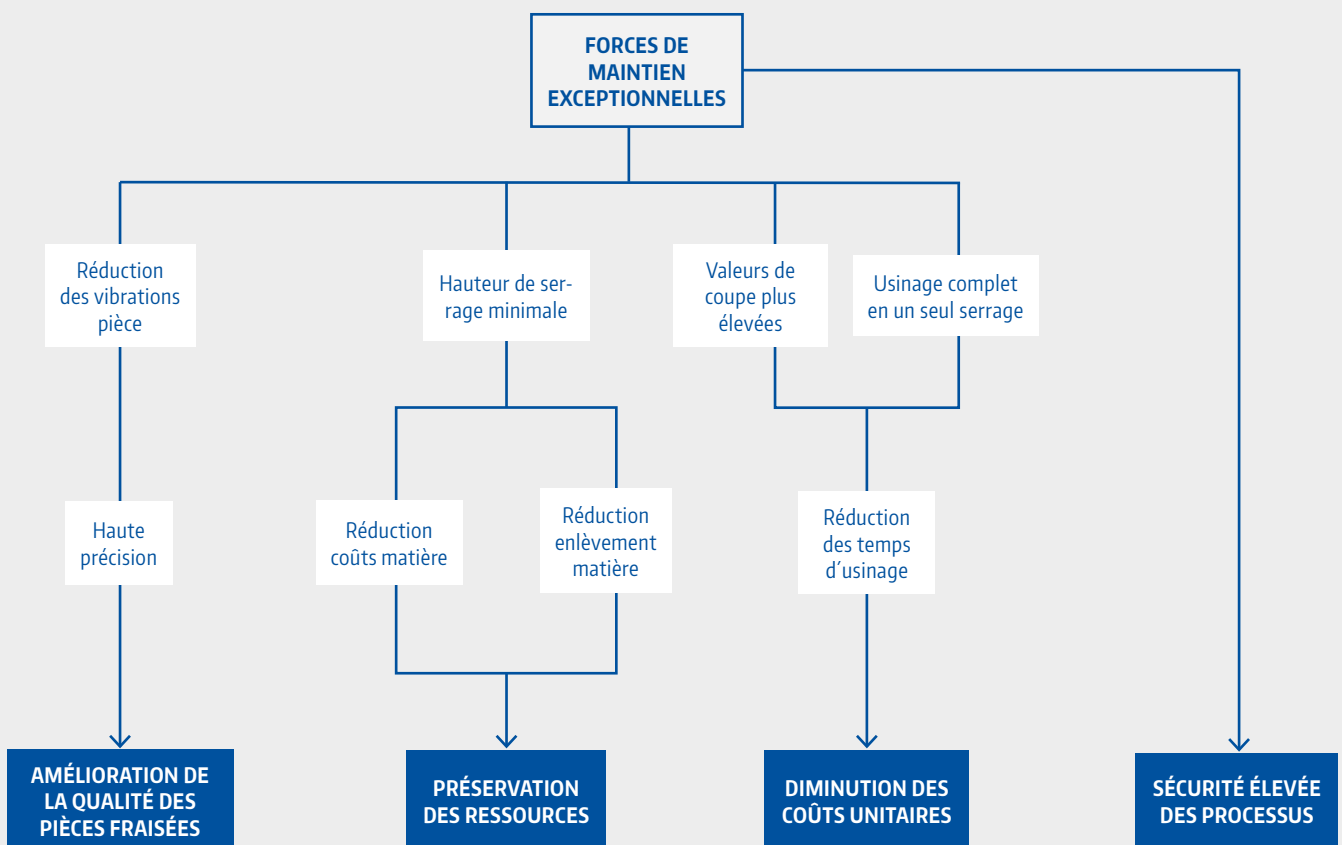 FORCES DE
MAINTIEN
EXCEPTIONNELLES
Réduction
des vibrations
pièce
Hauteur de ser-
rage minimale
Valeurs de
coupe plus
élevées
Usinage complet
en un seul serrage
Haute
précision
Réduction
coûts matière
Réduction
enlèvement
matière
Réduction
des temps
d´usinage
AMÉLIORATION DE
LA QUALITÉ DES
PIÈCES FRAISÉES
PRÉSERVATION
DES RESSOURCES
DIMINUTION DES
COÛTS UNITAIRES
SÉCURITÉ ÉLEVÉE
DES PROCESSUS